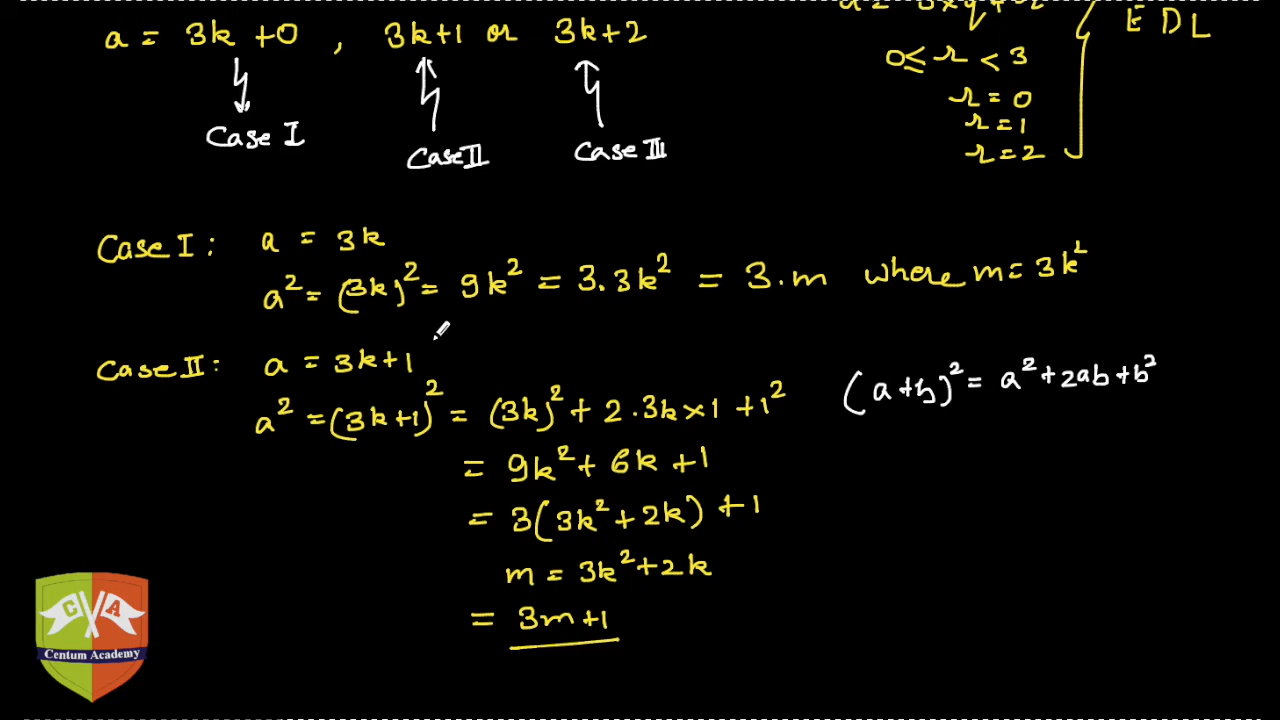 a = 3k + 0 , 3k+1 or 3k+2
Case I Case II Case III
E D L
0 ≤ r < 3
r = 0
r = 1
r = 2
Case I : a = 3k
a² = (3k)² = 9k² = 3.3k² = 3.m where m = 3k²
Case II : a = 3k+1
a² = (3k+1)² = (3k)² + 2.3k×1 + 1²
(a+b)² = a² + 2ab + b²
= 9k² + 6k + 1
= 3(3k² + 2k) + 1
m = 3k² + 2k
= 3m+1
C A
Centum Academy